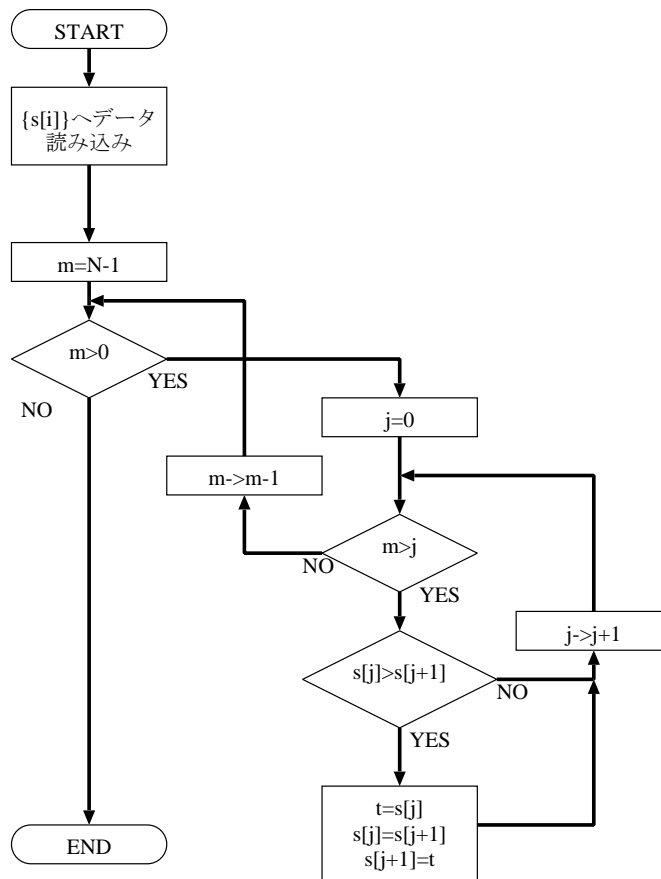 START
{s[i]}へデータ
読み込み
m=N-1
m>0
YES
NO
j=0
m->m-1
m>j
NO
YES
j->j+1
s[j]>s[j+1]
NO
YES
t=s[j]
s[j]=s[j+1]
s[j+1]=t
END